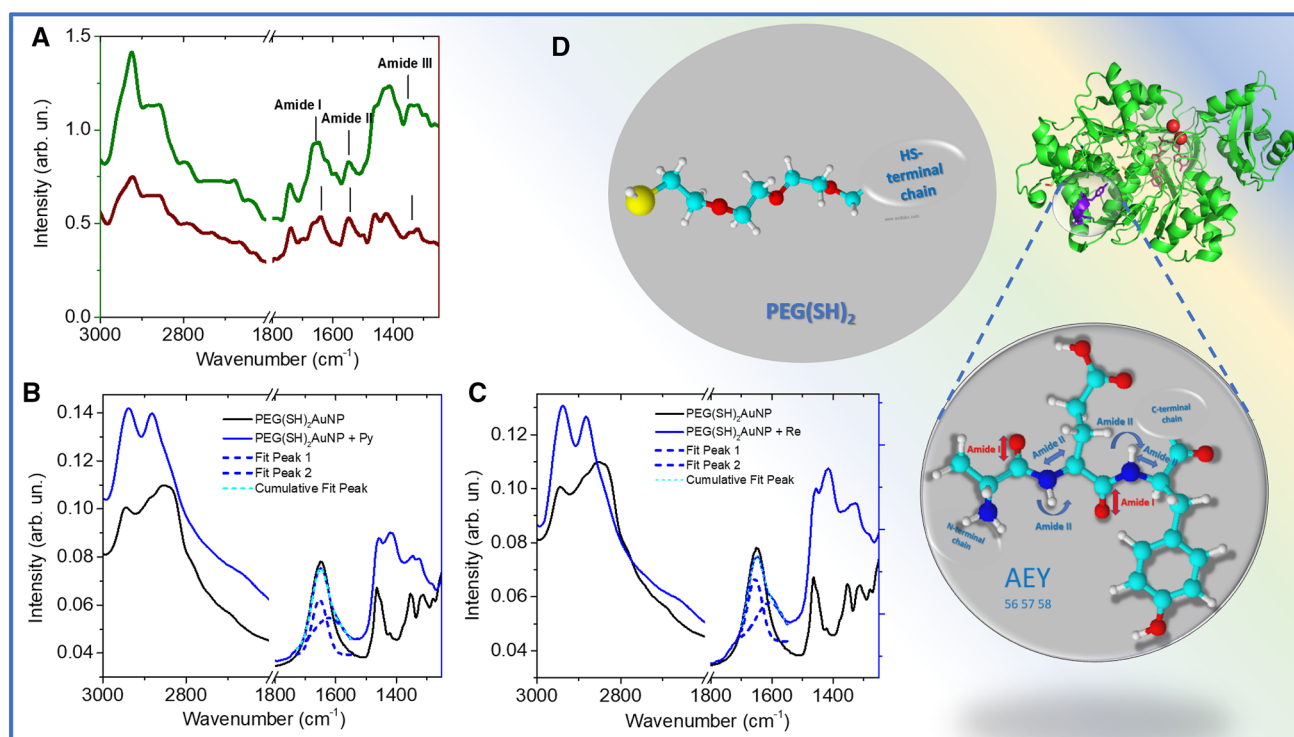 A
1.5
1.0
0.5
0.0
Intensity (arb. un.)
Amide I
Amide II
Amide III
3000 2800 1800 1600 1400
Wavenumber (cm-1)
B
0.14
0.12
0.10
0.08
0.06
0.04
Intensity (arb. un.)
PEG(SH)2AuNP
PEG(SH)2AuNP + Py
Fit Peak 1
Fit Peak 2
Cumulative Fit Peak
3000 2800 1800 1600 1400
Wavenumber (cm-1)
C
0.12
0.10
0.08
0.06
0.04
Intensity (arb. un.)
PEG(SH)2AuNP
PEG(SH)2AuNP + Re
Fit Peak 1
Fit Peak 2
Cumulative Fit Peak
3000 2800 1800 1600 1400
Wavenumber (cm-1)
D
HS-
terminal
chain
PEG(SH)2
C-terminal
chain
Amide II
Amide I
Amide II
Amide II
Amide I
Amide II
N-terminal
chain
AEY
56 57 58